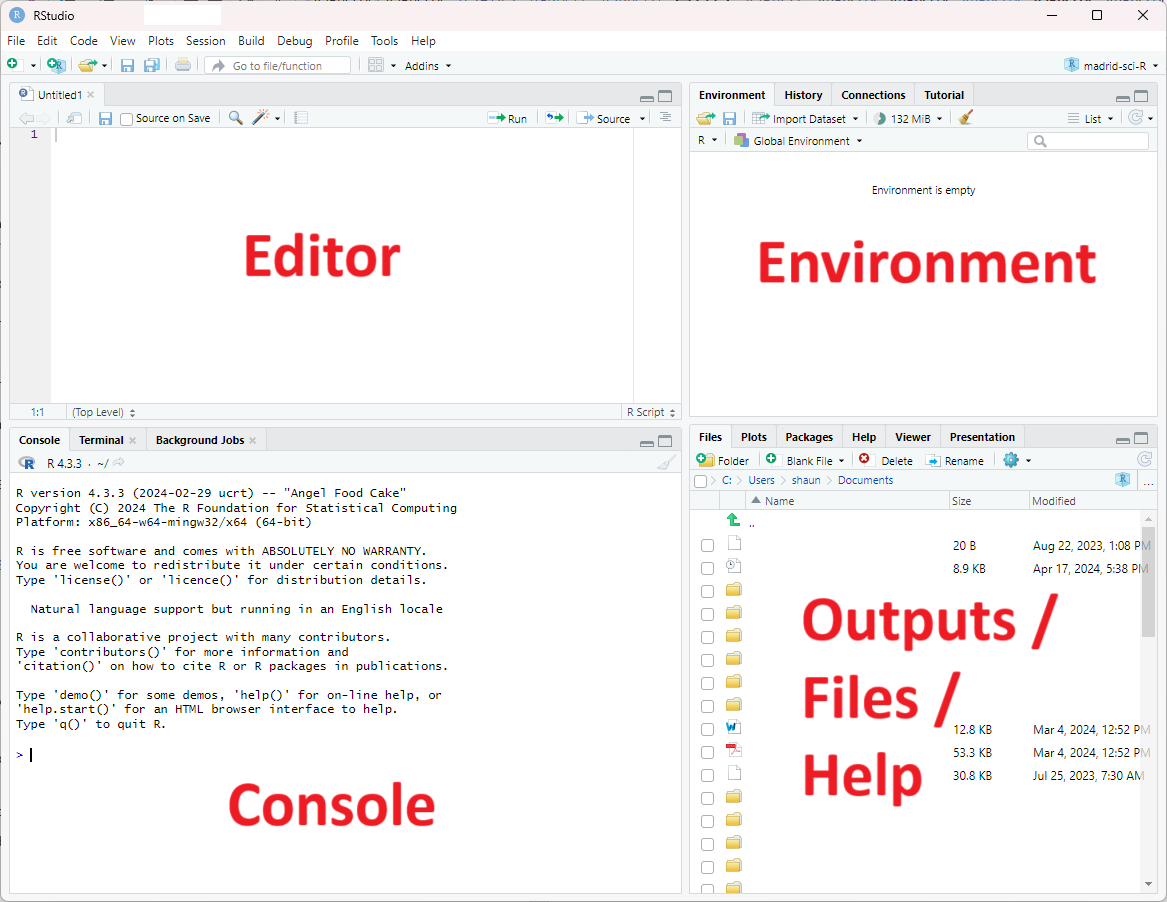 RStudio
File Edit Code View Plots Session Build Debug Profile Tools Help
Go to file/function Addins madrid-sci-R
Untitled1
Source on Save Run Source
1
Editor
1:1 (Top Level) R Script
Environment History Connections Tutorial
Import Dataset 132 MiB List
R Global Environment
Environment is empty
Environment
Console Terminal Background Jobs
R 4.3.3 · ~/
R version 4.3.3 (2024-02-29 ucrt) -- "Angel Food Cake"
Copyright (C) 2024 The R Foundation for Statistical Computing
Platform: x86_64-w64-mingw32/x64 (64-bit)
R is free software and comes with ABSOLUTELY NO WARRANTY.
You are welcome to redistribute it under certain conditions.
Type 'license()' or 'licence()' for distribution details.
Natural language support but running in an English locale
R is a collaborative project with many contributors.
Type 'contributors()' for more information and
'citation()' on how to cite R or R packages in publications.
Type 'demo()' for some demos, 'help()' for on-line help, or
'help.start()' for an HTML browser interface to help.
Type 'q()' to quit R.
>
Console
Files Plots Packages Help Viewer Presentation
Folder Blank File Delete Rename
C: Users shaun Documents ...
Name Size Modified
..
20 B Aug 22, 2023, 1:08 PM
8.9 KB Apr 17, 2024, 5:38 PM
Outputs /
Files /
12.8 KB Mar 4, 2024, 12:52 PM
53.3 KB Mar 4, 2024, 12:52 PM
Help
30.8 KB Jul 25, 2023, 7:30 AM